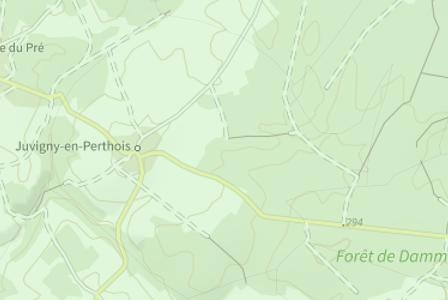 e du Pré
Juvigny-en-Perthois
294
Forêt de Damm